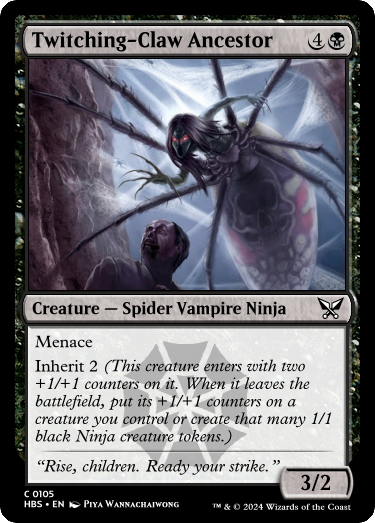 Twitching-Claw Ancestor 4
Creature — Spider Vampire Ninja
Menace
Inherit 2 (This creature enters with two
+1/+1 counters on it. When it leaves the
battlefield, put its +1/+1 counters on a
creature you control or create that many 1/1
black Ninja creature tokens.)
“Rise, children. Ready your strike.”
3/2
C 0105
HBS • EN Piya Wannachaiwong
™ & © 2024 Wizards of the Coast